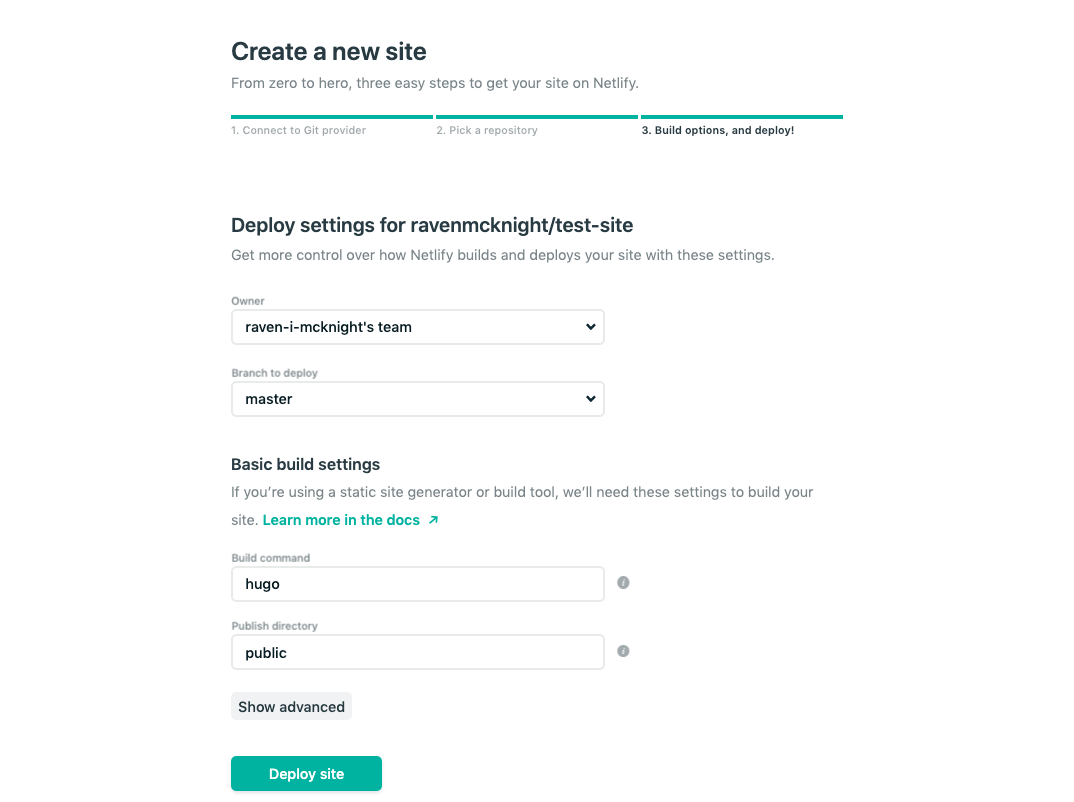 Create a new site
From zero to hero, three easy steps to get your site on Netlify.
1. Connect to Git provider
2. Pick a repository
3. Build options, and deploy!
Deploy settings for ravenmcknight/test-site
Get more control over how Netlify builds and deploys your site with these settings.
Owner
raven-i-mcknight's team
Branch to deploy
master
Basic build settings
If you’re using a static site generator or build tool, we’ll need these settings to build your
site. Learn more in the docs
Build command
hugo
Publish directory
public
Show advanced
Deploy site